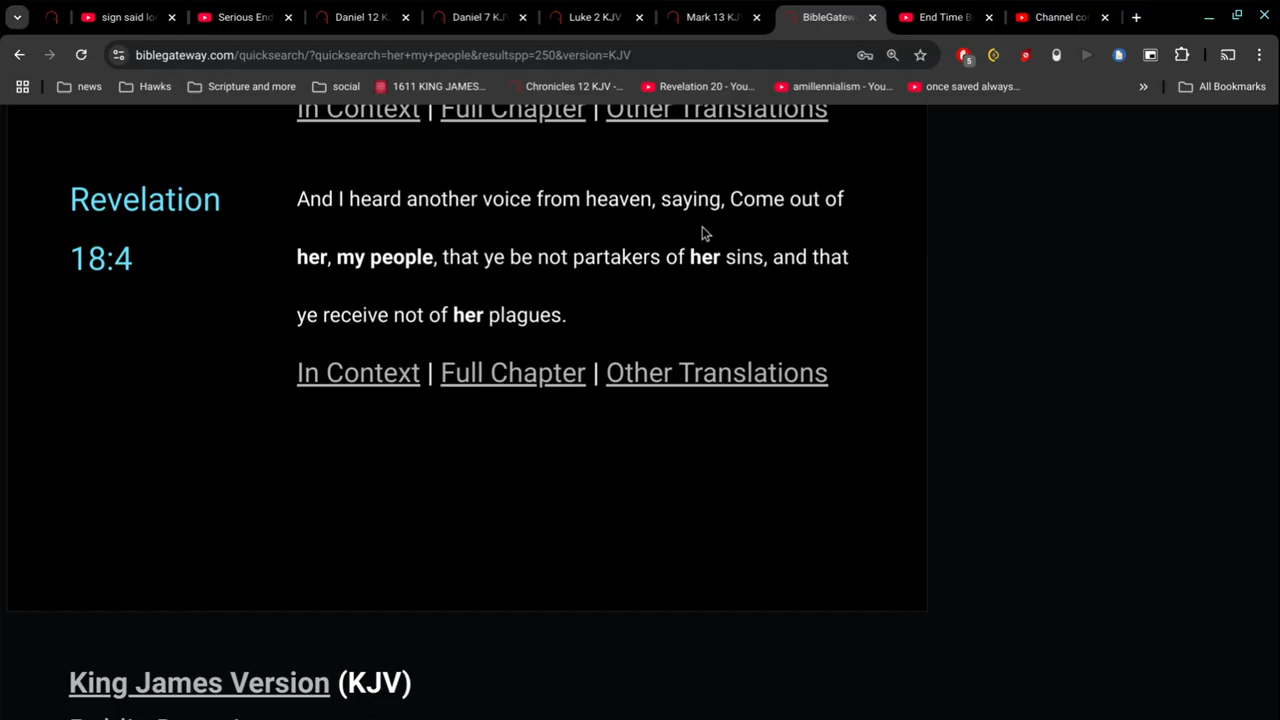 sign said lo
Serious End
Daniel 12 K
Daniel 7 KJ
Luke 2 KJV
Mark 13 KJ
BibleGatew
End Time B
Channel co
biblegateway.com/quicksearch/?quicksearch=her+my+people&resultspp=250&version=KJV
5
news
Hawks
Scripture and more
social
1611 KING JAMES...
Chronicles 12 KJV -...
Revelation 20 - You...
amillennialism - You...
once saved always...
»
All Bookmarks
In Context | Full Chapter | Other Translations
Revelation
18:4
And I heard another voice from heaven, saying, Come out of
her, my people, that ye be not partakers of her sins, and that
ye receive not of her plagues.
In Context | Full Chapter | Other Translations
King James Version (KJV)